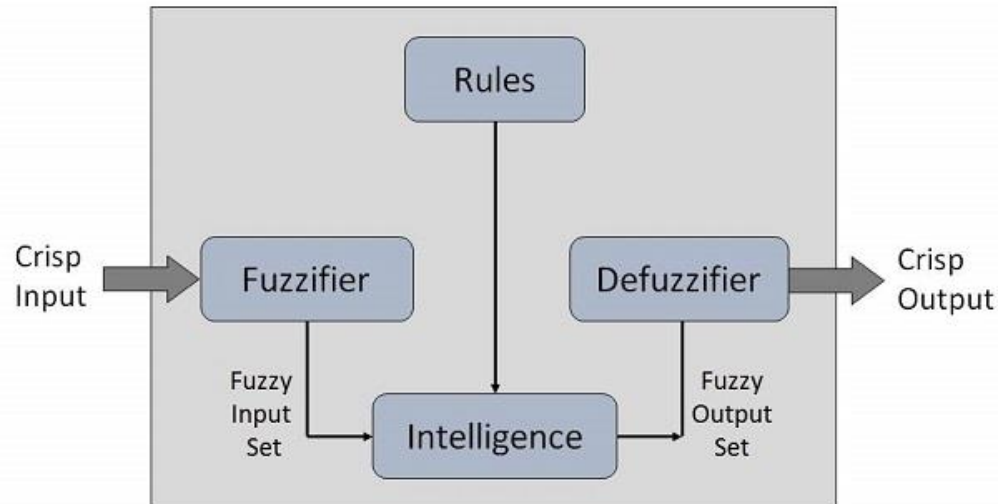 Rules
Crisp
Input
Fuzzifier
Defuzzifier
Crisp
Output
Fuzzy
Input
Set
Intelligence
Fuzzy
Output
Set